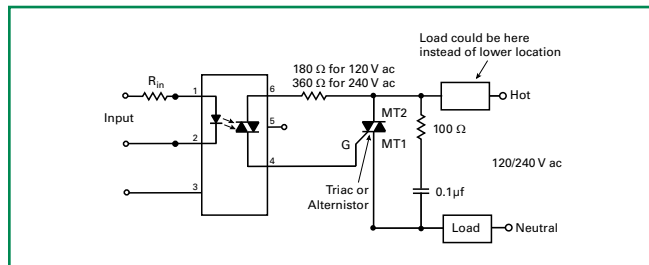 Load could be here
instead of lower location
180 Ω for 120 V ac
360 Ω for 240 V ac
Rin
1
6
Hot
Input
5
MT2
100 Ω
G
MT1
2
4
120/240 V ac
3
Triac or
Alternistor
0.1µf
Load
Neutral